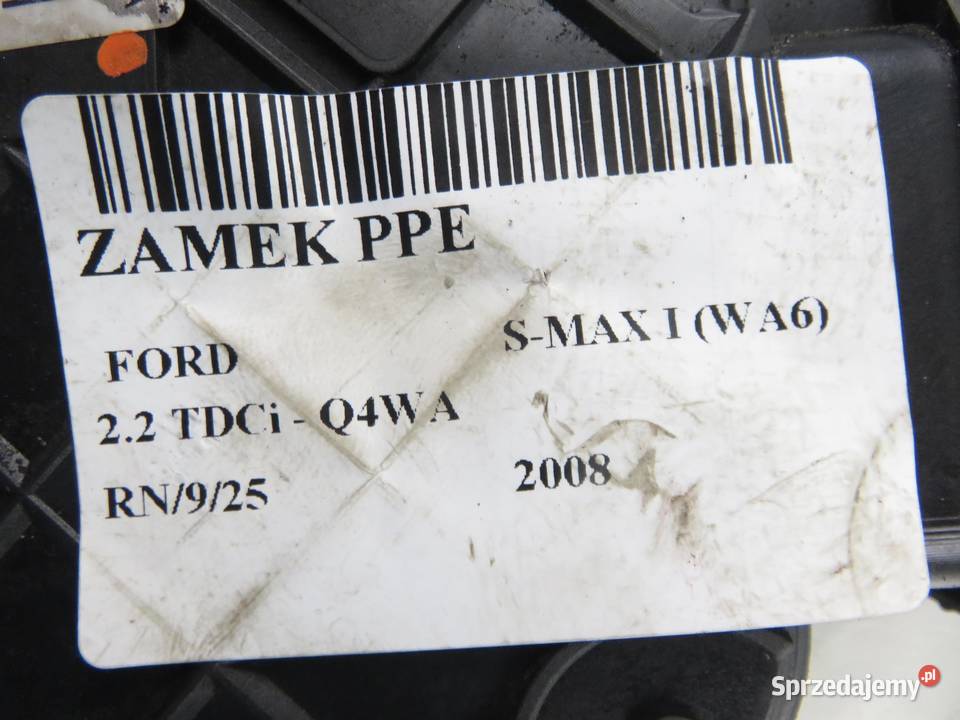 ZAMEK PPE
FORD S-MAX I (WA6)
2.2 TDCi - Q4WA
RN/9/25 2008
Sprzedajemy.pl